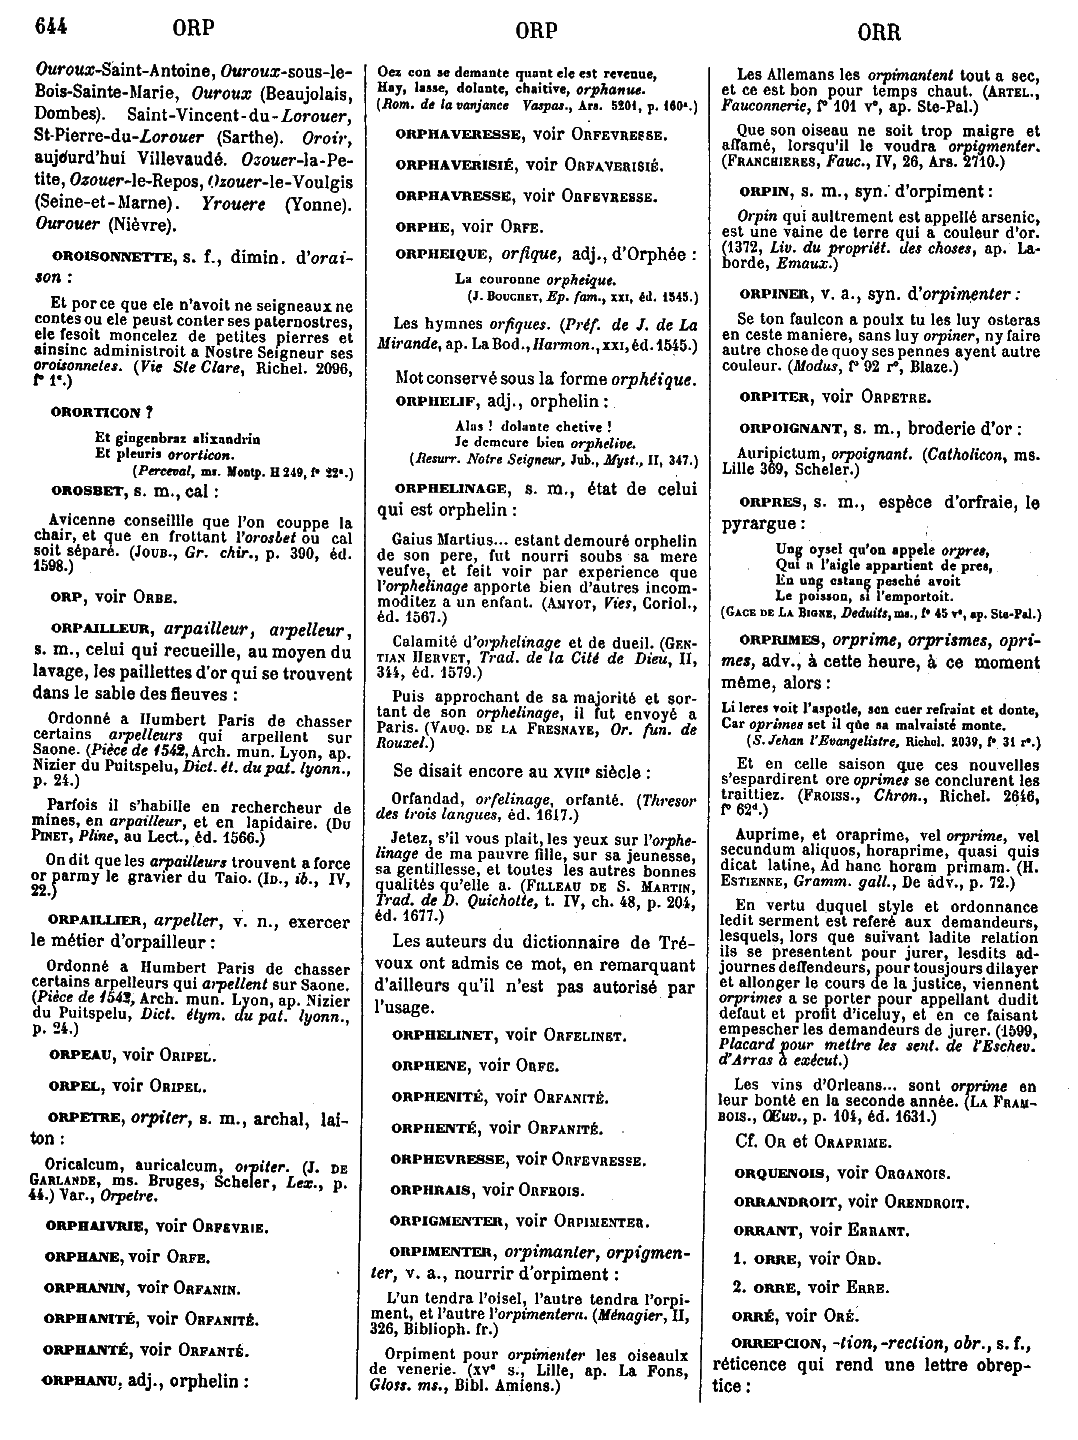 644 ORP ORP ORR
Ouroux-Saint-Antoine, Ouroux-sous-le-
Bois-Sainte-Marie, Ouroux (Beaujolais,
Dombes). Saint-Vincent-du-Lorouer,
St-Pierre-du-Lorouer (Sarthe). Oroir,
aujourd'hui Villevaudé. Ozouer-la-Pe-
tite, Ozouer-le-Repos, Ozouer-le-Voulgis
(Seine-et-Marne). Yrouere (Yonne).
Ourouer (Nièvre).
OROISONNETTE, s. f., dimin. d'orai-
son :
Et por ce que ele n'avoit ne seigneaux ne
contes ou ele peust conter ses paternostres,
ele fesoit moncelez de petites pierres et
ainsinc administroit a Nostre Seigneur ses
oroisonnetes. (Vie Ste Clare, Richel. 2096,
fº 1ª.)
ORORTICON ?
Et gingenbraz alixandrin
Et pleuris ororticon.
(Perceval, ms. Montp. H 249, fº 22ª.)
OROSBET, s. m., cal :
Avicenne conseillle que l'on couppe la
chair, et que en frottant l'orosbet ou cal
soit séparé. (JOUB., Gr. chir., p. 390, éd.
1598.)
ORP, voir ORBE.
ORPAILLEUR, arpailleur, arpelleur,
s. m., celui qui recueille, au moyen du
lavage, les paillettes d'or qui se trouvent
dans le sable des fleuves :
Ordonné a Humbert Paris de chasser
certains arpelleurs qui arpellent sur
Saone. (Pièce de 1542, Arch. mun. Lyon, ap.
Nizier du Puitspelu, Dict. ét. du pat. lyonn.,
p. 24.)
Parfois il s'habille en rechercheur de
mines, en arpailleur, et en lapidaire. (DU
PINET, Pline, au Lect., éd. 1566.)
On dit que les arpailleurs trouvent a force
or parmy le gravier du Taio. (ID., ib., IV,
22.)
ORPAILLIER, arpeller, v. n., exercer
le métier d'orpailleur :
Ordonné a Humbert Paris de chasser
certains arpelleurs qui arpellent sur Saone.
(Pièce de 1542, Arch. mun. Lyon, ap. Nizier
du Puitspelu, Dict. étym. du pat. lyonn.,
p. 24.)
ORPEAU, voir ORIPEL.
ORPEL, voir ORIPEL.
ORPETRE, orpiter, s. m., archal, lai-
ton :
Oricalcum, auricalcum, orpiter. (J. DE
GARLANDE, ms. Bruges, Scheler, Lex., p.
44.) Var., Orpetre.
ORPHAIVRIE, voir ORFEVRIE.
ORPHANE, voir ORFE.
ORPHANIN, voir ORFANIN.
ORPHANITÉ, voir ORFANITÉ.
ORPHANTÉ, voir ORFANTÉ.
ORPHANU, adj., orphelin :
Oez con se demante quant ele est revenue,
Hay, lasse, dolante, chaitive, orphanue.
(Rom. de la vanjance Vaspas., Ars. 5201, p. 160ª.)
ORPHAVERESSE, voir ORFEVRESSE.
ORPHAVERISIÉ, voir ORFAVERISIÉ.
ORPHAVRESSE, voir ORFEVRESSE.
ORPHE, voir ORFE.
ORPHEIQUE, orfique, adj., d'Orphée :
La couronne orpheique.
(J. BOUCHET, Ep. fam., XXI, éd. 1545.)
Les hymnes orfiques. (Préf. de J. de La
Mirande, ap. La Bod., Harmon., XXI, éd. 1545.)
Mot conservé sous la forme orphéique.
ORPHELIF, adj., orphelin :
Alas ! dolante chetive !
Je demeure bien orphelive.
(Resurr. Notre Seigneur, Jub., Myst., II, 347.)
ORPHELINAGE, s. m., état de celui
qui est orphelin :
Gaius Martius... estant demouré orphelin
de son pere, fut nourri soubs sa mere
veufve, et feit voir par experience que
l'orphelinage apporte bien d'autres incom-
moditez a un enfant. (AMYOT, Vies, Coriol.,
éd. 1567.)
Calamité d'orphelinage et de dueil. (GEN-
TIAN HERVET, Trad. de la Cité de Dieu, II,
344, éd. 1579.)
Puis approchant de sa majorité et sor-
tant de son orphelinage, il fut envoyé a
Paris. (VAUQ. DE LA FRESNAYE, Or. fun. de
Rouxel.)
Se disait encore au XVIIᵉ siècle :
Orfandad, orfelinage, orfanté. (Thresor
des trois langues, éd. 1617.)
Jetez, s'il vous plait, les yeux sur l'orphe-
linage de ma pauvre fille, sur sa jeunesse,
sa gentillesse, et toutes les autres bonnes
qualités qu'elle a. (FILLEAU DE S. MARTIN,
Trad. de D. Quichotte, t. IV, ch. 48, p. 204,
éd. 1677.)
Les auteurs du dictionnaire de Tré-
voux ont admis ce mot, en remarquant
d'ailleurs qu'il n'est pas autorisé par
l'usage.
ORPHELINET, voir ORFELINET.
ORPHENE, voir ORFE.
ORPHENITÉ, voir ORFANITÉ.
ORPHENTÉ, voir ORFANITÉ.
ORPHEVRESSE, voir ORFEVRESSE.
ORPHRAIS, voir ORFROIS.
ORPIGMENTER, voir ORPIMENTER.
ORPIMENTER, orpimanter, orpigmen-
ter, v. a., nourrir d'orpiment :
L'un tendra l'oisel, l'autre tendra l'orpi-
ment, et l'autre l'orpimentera. (Ménagier, II,
326, Biblioph. fr.)
Orpiment pour orpimenter les oiseaulx
de venerie. (XVᵉ s., Lille, ap. La Fons,
Gloss. ms., Bibl. Amiens.)
Les Allemans les orpimantent tout a sec,
et ce est bon pour temps chaut. (ARTEL.,
Fauconnerie, fº 101 vº, ap. Ste-Pal.)
Que son oiseau ne soit trop maigre et
affamé, lorsqu'il le voudra orpigmenter.
(FRANCHIERES, Fauc., IV, 26, Ars. 2710.)
ORPIN, s. m., syn. d'orpiment :
Orpin qui aultrement est appellé arsenic,
est une vaine de terre qui a couleur d'or.
(1372, Liv. du propriét. des choses, ap. La-
borde, Emaux.)
ORPINER, v. a., syn. d'orpimenter :
Se ton faulcon a poulx tu les luy osteras
en ceste maniere, sans luy orpiner, ny faire
autre chose de quoy ses pennes ayent autre
couleur. (Modus, fº 92 rº, Blaze.)
ORPITER, voir ORPETRE.
ORPOIGNANT, s. m., broderie d'or :
Auripictum, orpoignant. (Catholicon, ms.
Lille 369, Scheler.)
ORPRES, s. m., espèce d'orfraie, le
pyrargue :
Ung oysel qu'on appele orpres,
Qui a l'aigle appartient de pres,
En ung estang pesché avoit
Le poisson, si l'emportoit.
(GACE DE LA BIGNE, Deduits, ms., fº 45 vº, ap. Ste-Pal.)
ORPRIMES, orprime, orprismes, opri-
mes, adv., à cette heure, à ce moment
même, alors :
Li leres voit l'aspotle, son cuer refraint et donte,
Car oprimes set il qûe sa malvaisté monte.
(S. Jehan l'Evangelistre, Richel. 2039, fº 31 rº.)
Et en celle saison que ces nouvelles
s'espardirent ore oprimes se conclurent les
traittiez. (FROISS., Chron., Richel. 2646,
fº 62ᵈ.)
Auprime, et oraprime, vel orprime, vel
secundum aliquos, horaprime, quasi quis
dicat latine, Ad hanc horam primam. (H.
ESTIENNE, Gramm. gall., De adv., p. 72.)
En vertu duquel style et ordonnance
ledit serment est referé aux demandeurs,
lesquels, lors que suivant ladite relation
ils se presentent pour jurer, lesdits ad-
journes deffendeurs, pour tousjours dilayer
et allonger le cours de la justice, viennent
orprimes a se porter pour appellant dudit
defaut et profit d'iceluy, et en ce faisant
empescher les demandeurs de jurer. (1599,
Placard pour mettre les sent. de l'Eschev.
d'Arras à exécut.)
Les vins d'Orleans... sont orprime en
leur bonté en la seconde année. (LA FRAM-
BOIS., Œuv., p. 104, éd. 1631.)
Cf. OR et ORAPRIME.
ORQUENOIS, voir ORGANOIS.
ORRANDROIT, voir ORENDROIT.
ORRANT, voir ERRANT.
1. ORRE, voir ORD.
2. ORRE, voir ERRE.
ORRÉ, voir ORÉ.
ORREPCION, -tion, -rection, obr., s. f.,
réticence qui rend une lettre obrep-
tice :